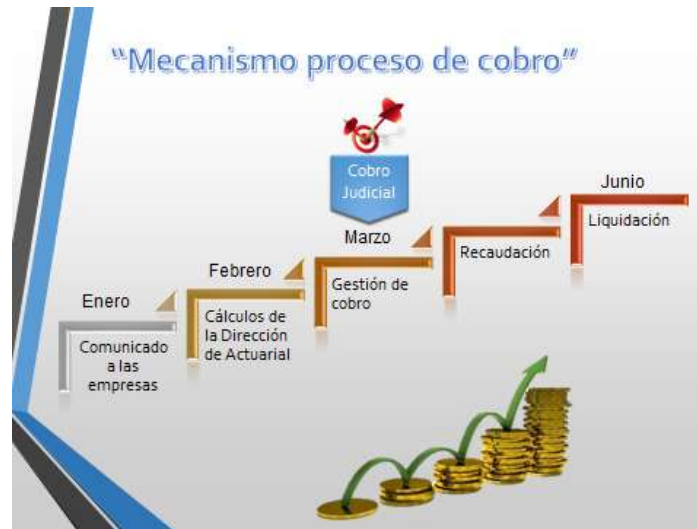 “Mecanismo proceso de cobro”
Cobro
Judicial
Enero
Comunicado
a las
empresas
Febrero
Cálculos de
la Dirección
de Actuarial
Marzo
Gestión de
cobro
Recaudación
Junio
Liquidación